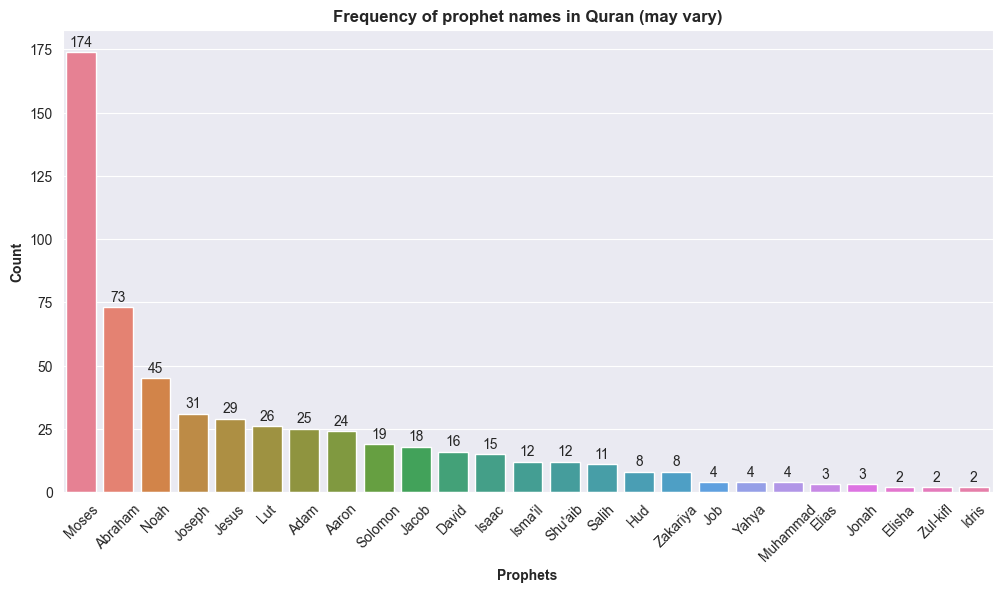 Frequency of prophet names in Quran (may vary)
Count
175
150
125
100
75
50
25
0
174
73
45
31
29
26
25
24
19
18
16
15
12
12
11
8
8
4
4
4
3
3
2
2
2
Moses
Abraham
Noah
Joseph
Jesus
Lut
Adam
Aaron
Solomon
Jacob
David
Isaac
Isma'il
Shu'aib
Salih
Hud
Zakariya
Job
Yahya
Muhammad
Elias
Jonah
Elisha
Zul-kifl
Idris
Prophets